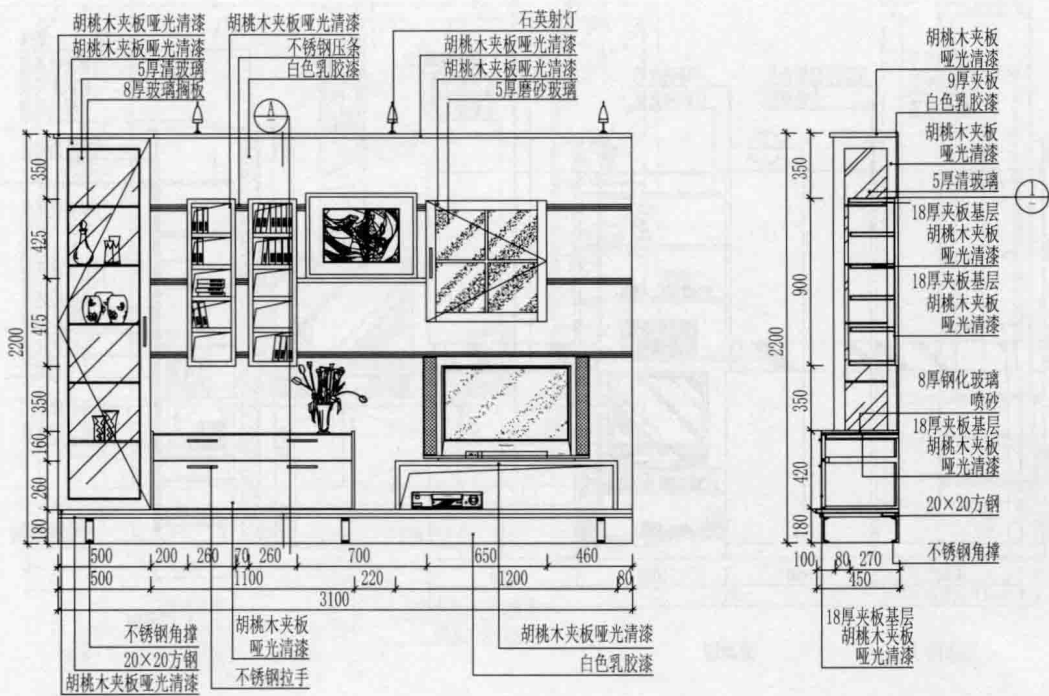 胡桃木夹板哑光清漆
胡桃木夹板哑光清漆
5厚清玻璃
8厚玻璃搁板
胡桃木夹板哑光清漆
不锈钢压条
白色乳胶漆
石英射灯
胡桃木夹板哑光清漆
5厚磨砂玻璃
A
350
425
475
350
160
260
180
2200
500
200
260
70
260
700
650
460
500
1100
220
1200
80
3100
不锈钢角撑
20×20方钢
胡桃木夹板哑光清漆
胡桃木夹板
哑光清漆
不锈钢拉手
胡桃木夹板哑光清漆
白色乳胶漆
胡桃木夹板
哑光清漆
9厚夹板
白色乳胶漆
胡桃木夹板
哑光清漆
5厚清玻璃
1
18厚夹板基层
胡桃木夹板
哑光清漆
18厚夹板基层
胡桃木夹板
哑光清漆
8厚钢化玻璃
喷砂
18厚夹板基层
胡桃木夹板
哑光清漆
20×20方钢
不锈钢角撑
350
900
350
420
180
2200
100
80
270
450
18厚夹板基层
胡桃木夹板
哑光清漆